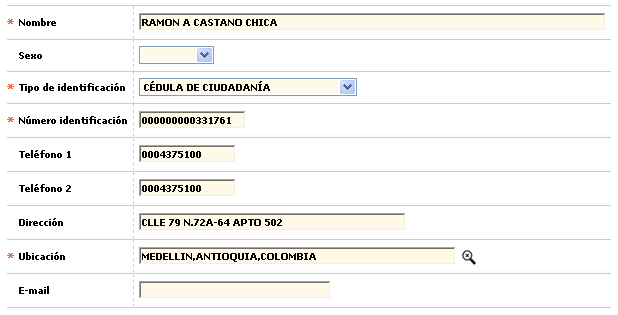 * Nombre RAMON A CASTANO CHICA
Sexo
* Tipo de identificación CÉDULA DE CIUDADANÍA
* Número identificación 000000000331761
Teléfono 1 0004375100
Teléfono 2 0004375100
Dirección CLLE 79 N.72A-64 APTO 502
* Ubicación MEDELLIN,ANTIOQUIA,COLOMBIA
E-mail